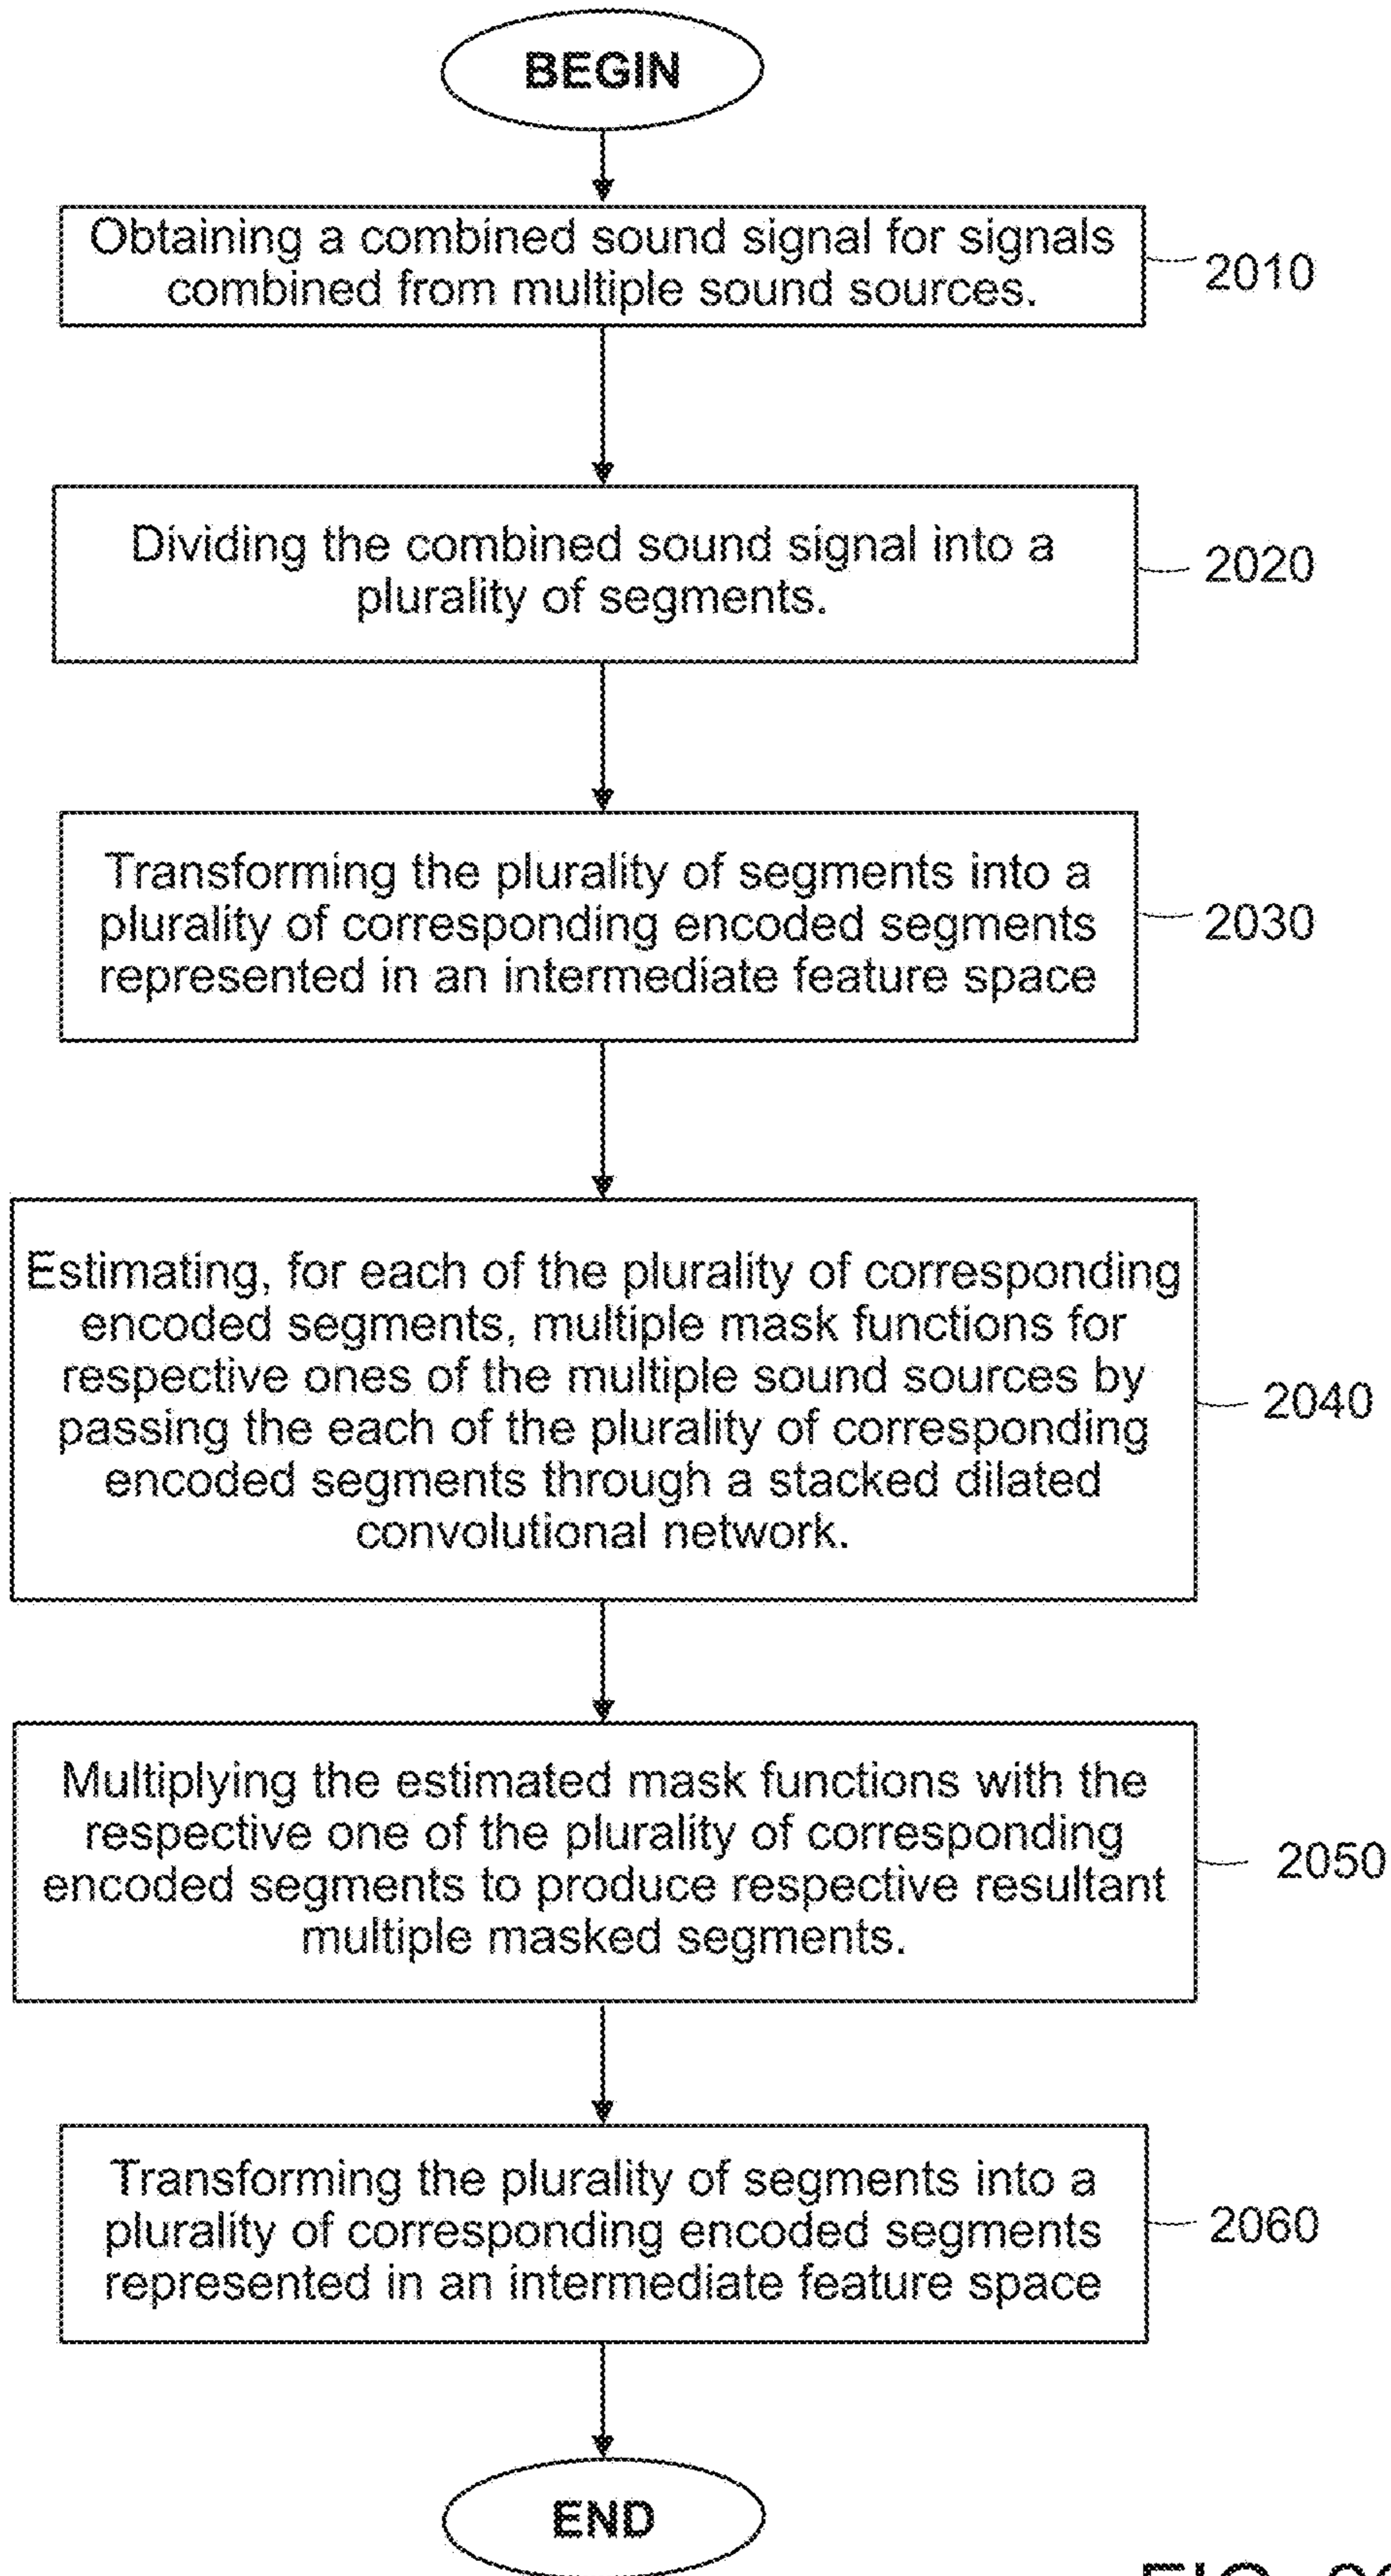 BEGIN
Obtaining a combined sound signal for signals
combined from multiple sound sources.
2010
Dividing the combined sound signal into a
plurality of segments.
2020
Transforming the plurality of segments into a
plurality of corresponding encoded segments
represented in an intermediate feature space
2030
Estimating, for each of the plurality of corresponding
encoded segments, multiple mask functions for
respective ones of the multiple sound sources by
passing the each of the plurality of corresponding
encoded segments through a stacked dilated
convolutional network.
2040
Multiplying the estimated mask functions with the
respective one of the plurality of corresponding
encoded segments to produce respective resultant
multiple masked segments.
2050
Transforming the plurality of segments into a
plurality of corresponding encoded segments
represented in an intermediate feature space
2060
END